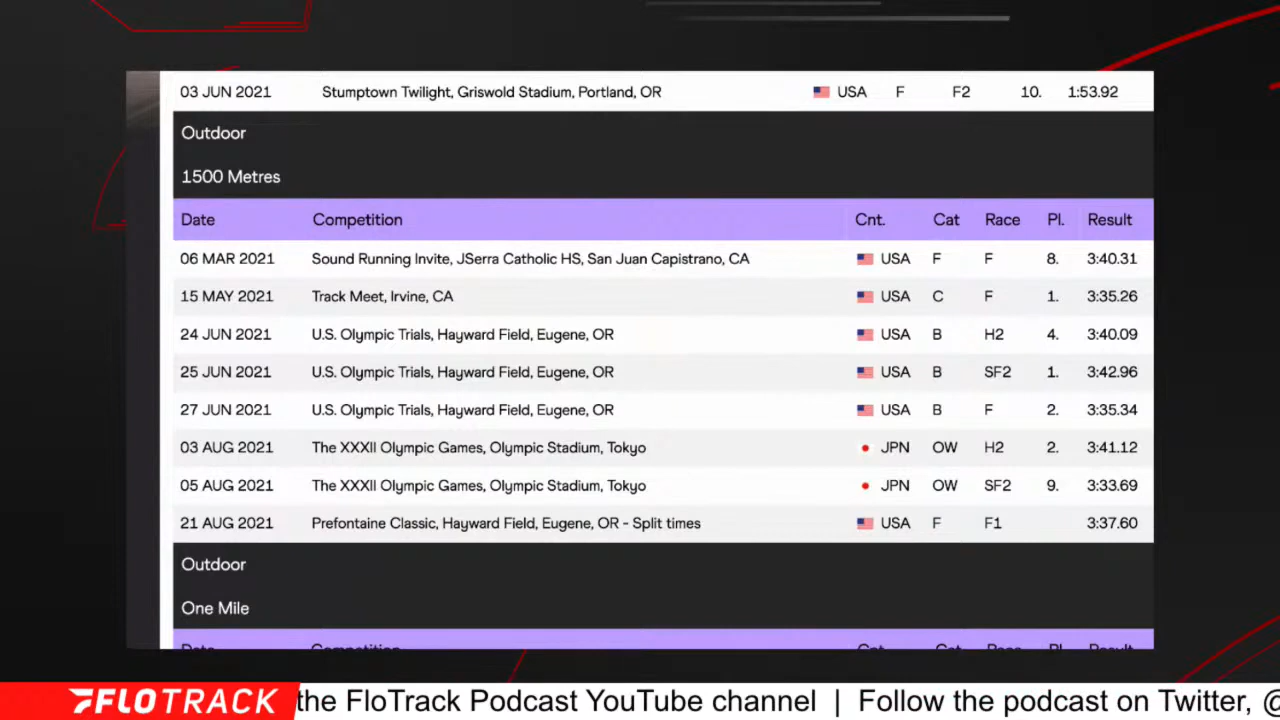 03 JUN 2021 Stumptown Twilight, Griswold Stadium, Portland, OR USA F F2 10. 1:53.92
Outdoor
1500 Metres
Date Competition Cnt. Cat Race Pl. Result
06 MAR 2021 Sound Running Invite, JSerra Catholic HS, San Juan Capistrano, CA USA F F 8. 3:40.31
15 MAY 2021 Track Meet, Irvine, CA USA C F 1. 3:35.26
24 JUN 2021 U.S. Olympic Trials, Hayward Field, Eugene, OR USA B H2 4. 3:40.09
25 JUN 2021 U.S. Olympic Trials, Hayward Field, Eugene, OR USA B SF2 1. 3:42.96
27 JUN 2021 U.S. Olympic Trials, Hayward Field, Eugene, OR USA B F 2. 3:35.34
03 AUG 2021 The XXXII Olympic Games, Olympic Stadium, Tokyo JPN OW H2 2. 3:41.12
05 AUG 2021 The XXXII Olympic Games, Olympic Stadium, Tokyo JPN OW SF2 9. 3:33.69
21 AUG 2021 Prefontaine Classic, Hayward Field, Eugene, OR - Split times USA F F1 3:37.60
Outdoor
One Mile
Date Competition Cnt. Cat Race Pl. Result
FLOTRACK the FloTrack Podcast YouTube channel | Follow the podcast on Twitter, @